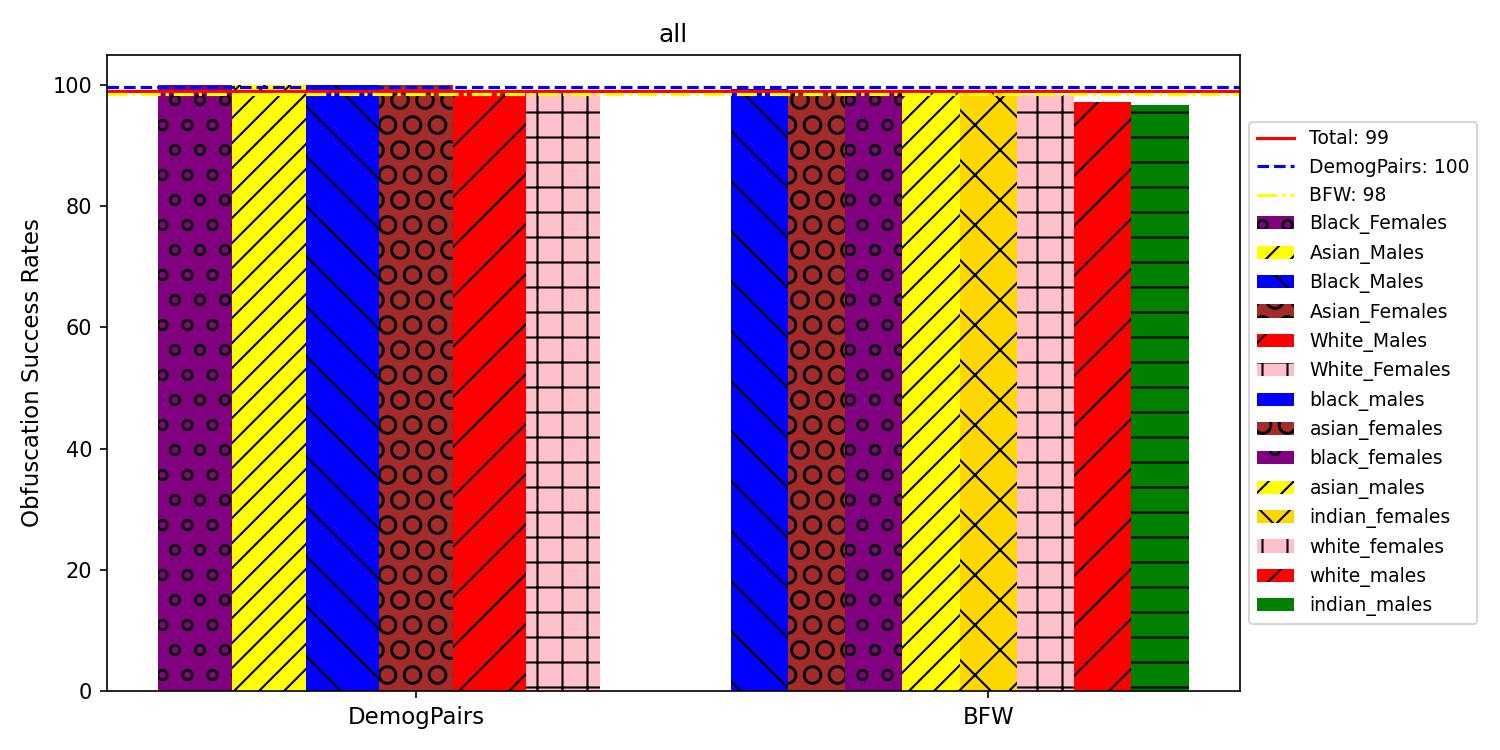 all
Obfuscation Success Rates
100
80
60
40
20
0
DemogPairs
BFW
Total: 99
DemogPairs: 100
BFW: 98
Black_Females
Asian_Males
Black_Males
Asian_Females
White_Males
White_Females
black_males
asian_females
black_females
asian_males
indian_females
white_females
white_males
indian_males